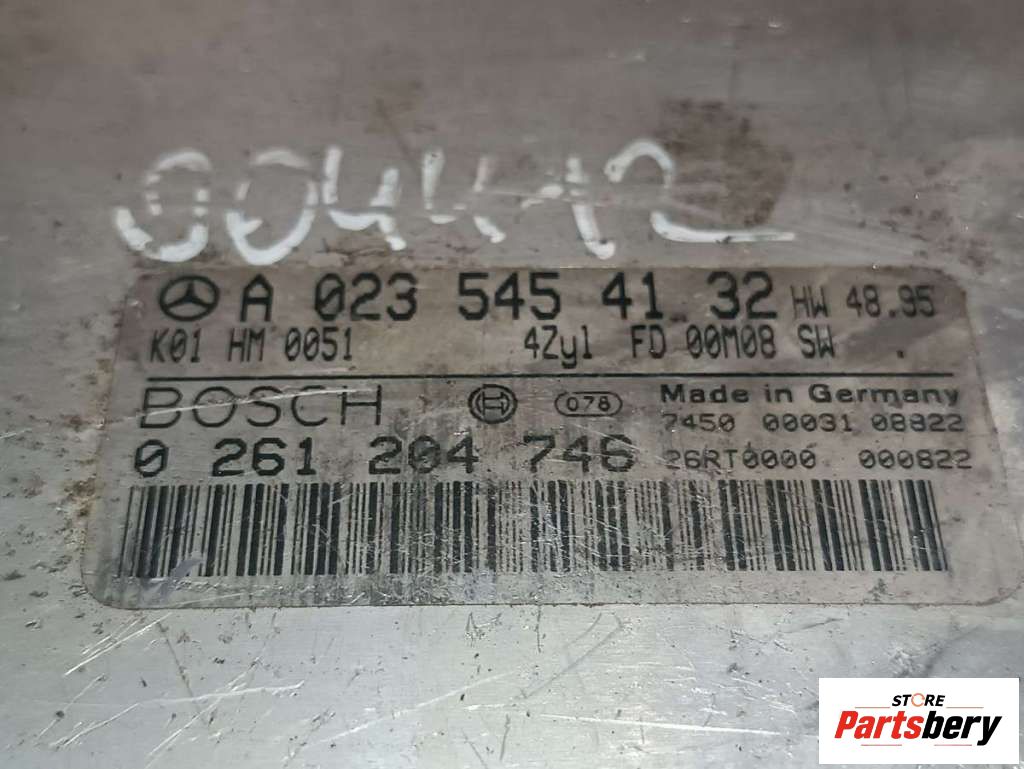 004412
A 023 545 41 32 HW 48.95
K01 HM 0051 4Zyl FD 00M08 SW .
BOSCH H 078 Made in Germany
7450 00031 08822
0 261 204 746 26RT0000 000822
STORE
Partsbery